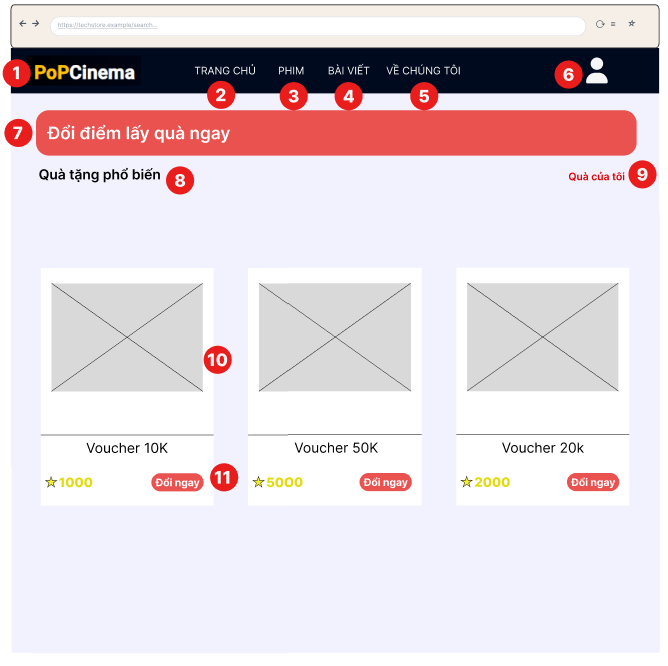 https://techstore.example/search...
1 PoPCinema TRANG CHỦ PHIM BÀI VIẾT VỀ CHÚNG TÔI 6
2 3 4 5
7 Đổi điểm lấy quà ngay
Quà tặng phổ biến 8 Quà của tôi 9
10
Voucher 10K Voucher 50K Voucher 20k
1000 Đổi ngay 11 5000 Đổi ngay 2000 Đổi ngay